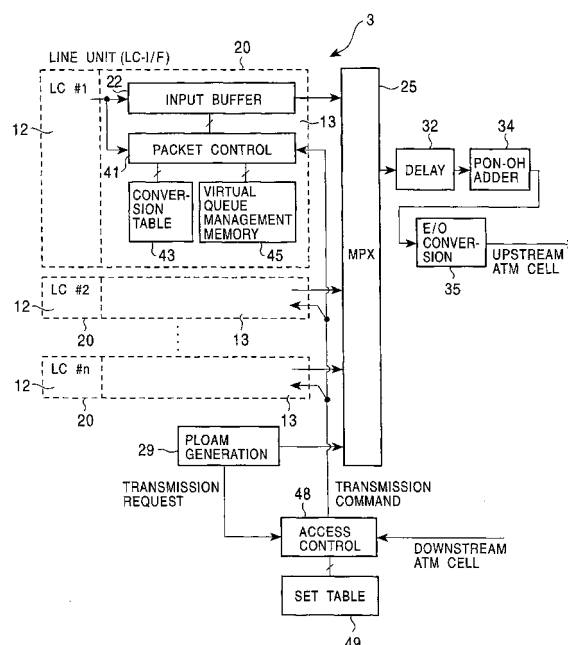 3
LINE UNIT (LC-I/F)
20
25
LC #1
22
INPUT BUFFER
12
13
32
34
41
PACKET CONTROL
DELAY
PON-OH
ADDER
CONVER-
SION
TABLE
VIRTUAL
QUEUE
MANAGEMENT
MEMORY
43
45
MPX
E/O
CONVER-
SION
35
UPSTREAM
ATM CELL
LC #2
12
20
13
LC #n
12
20
13
29
PLOAM
GENERATION
TRANSMISSION
REQUEST
TRANSMISSION
COMMAND
48
ACCESS
CONTROL
DOWNSTREAM
ATM CELL
SET TABLE
49